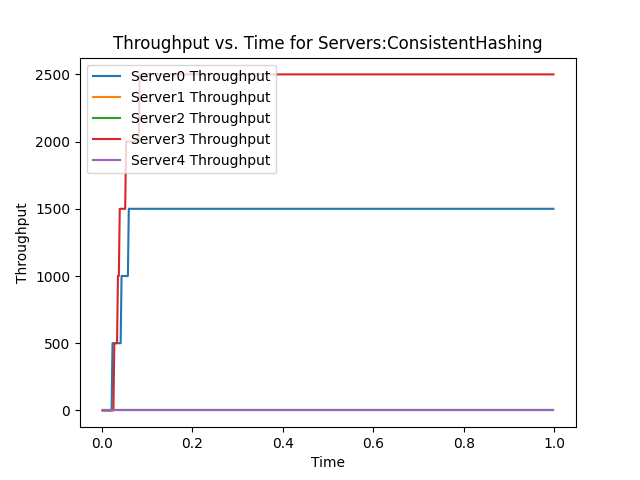 Throughput vs. Time for Servers:ConsistentHashing
Server0 Throughput
Server1 Throughput
Server2 Throughput
Server3 Throughput
Server4 Throughput
2500
2000
1500
1000
500
0
Throughput
0.0 0.2 0.4 0.6 0.8 1.0
Time